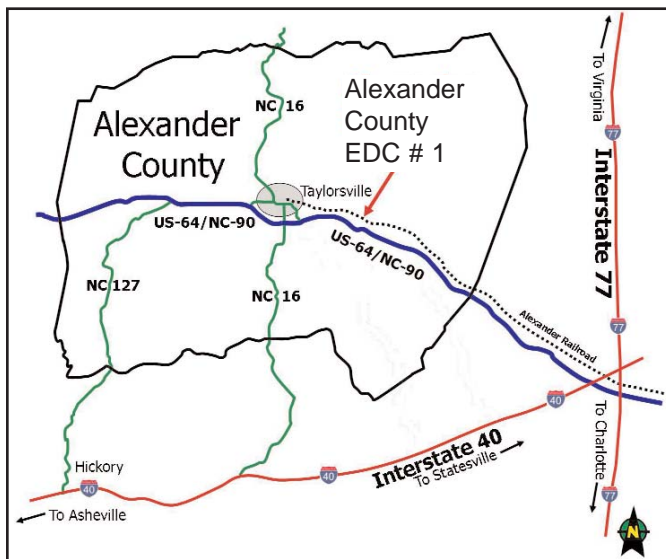 NC 16
Alexander
County
EDC # 1
To Virginia
77
77
Interstate 77
Alexander
County
Taylorsville
US-64/NC-90
US-64/NC-90
NC 127
NC 16
Alexander Railroad
77
40
To Charlotte
Interstate 40
To Statesville
Hickory
40
40
To Asheville
77
N